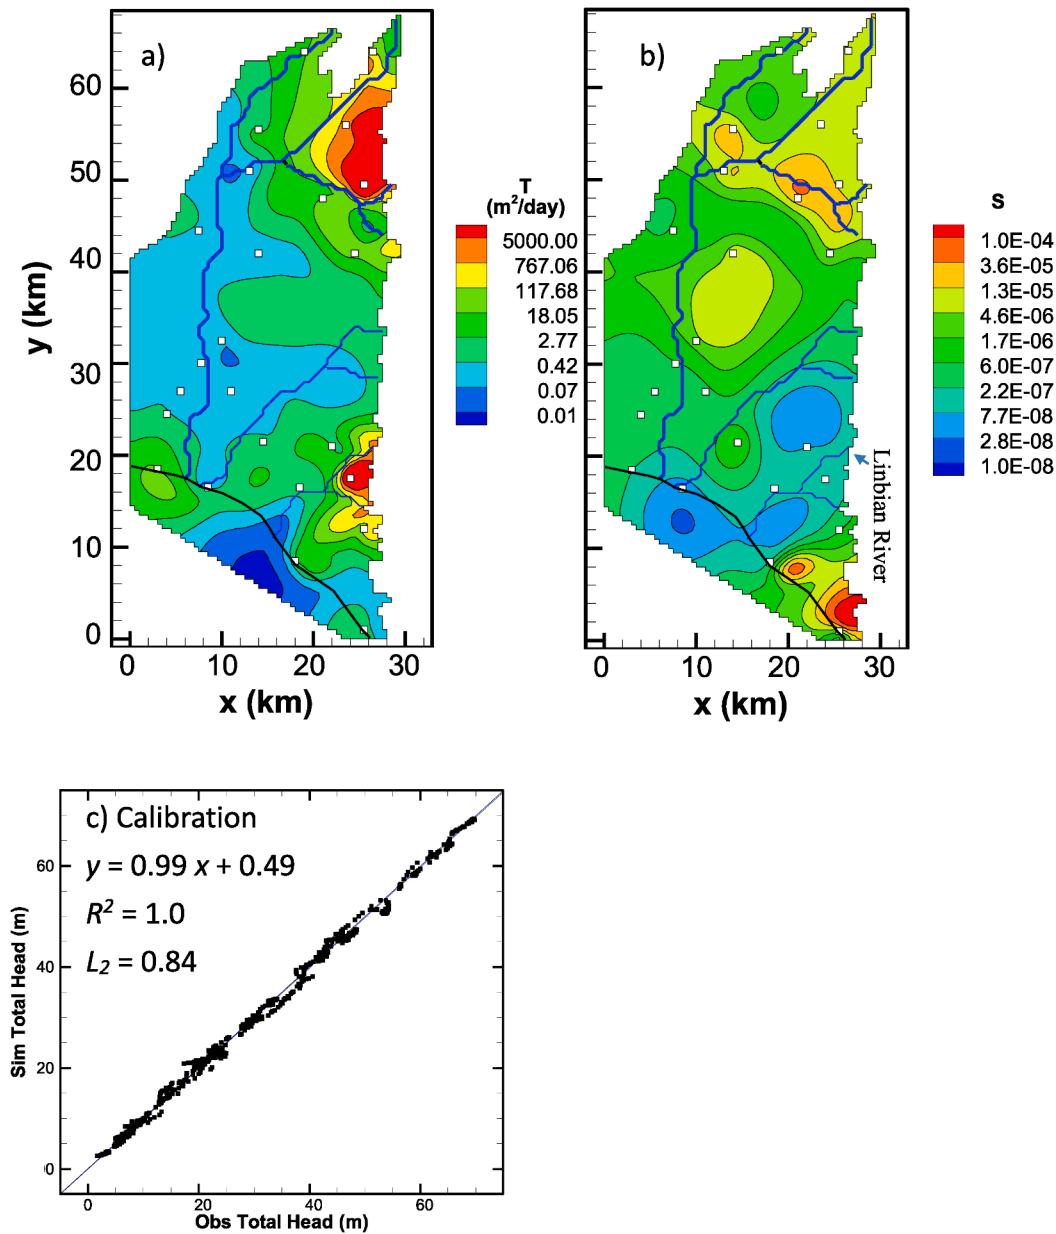 a)
60
50
40
30
20
10
0
y (km)
0
10
20
30
x (km)
T
(m²/day)
5000.00
767.06
117.68
18.05
2.77
0.42
0.07
0.01
b)
0
10
20
30
x (km)
Linbian River
S
1.0E-04
3.6E-05
1.3E-05
4.6E-06
1.7E-06
6.0E-07
2.2E-07
7.7E-08
2.8E-08
1.0E-08
c) Calibration
y = 0.99 x + 0.49
R² = 1.0
L₂ = 0.84
60
40
20
0
Sim Total Head (m)
0
20
40
60
Obs Total Head (m)